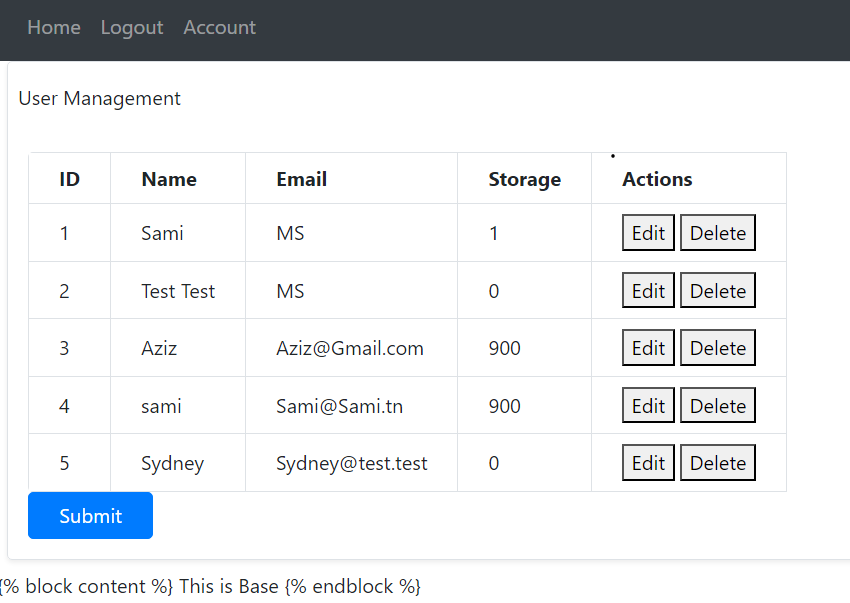 Home Logout Account
User Management
ID Name Email Storage Actions
1 Sami MS 1 Edit Delete
2 Test Test MS 0 Edit Delete
3 Aziz Aziz@Gmail.com 900 Edit Delete
4 sami Sami@Sami.tn 900 Edit Delete
5 Sydney Sydney@test.test 0 Edit Delete
Submit
{% block content %} This is Base {% endblock %}